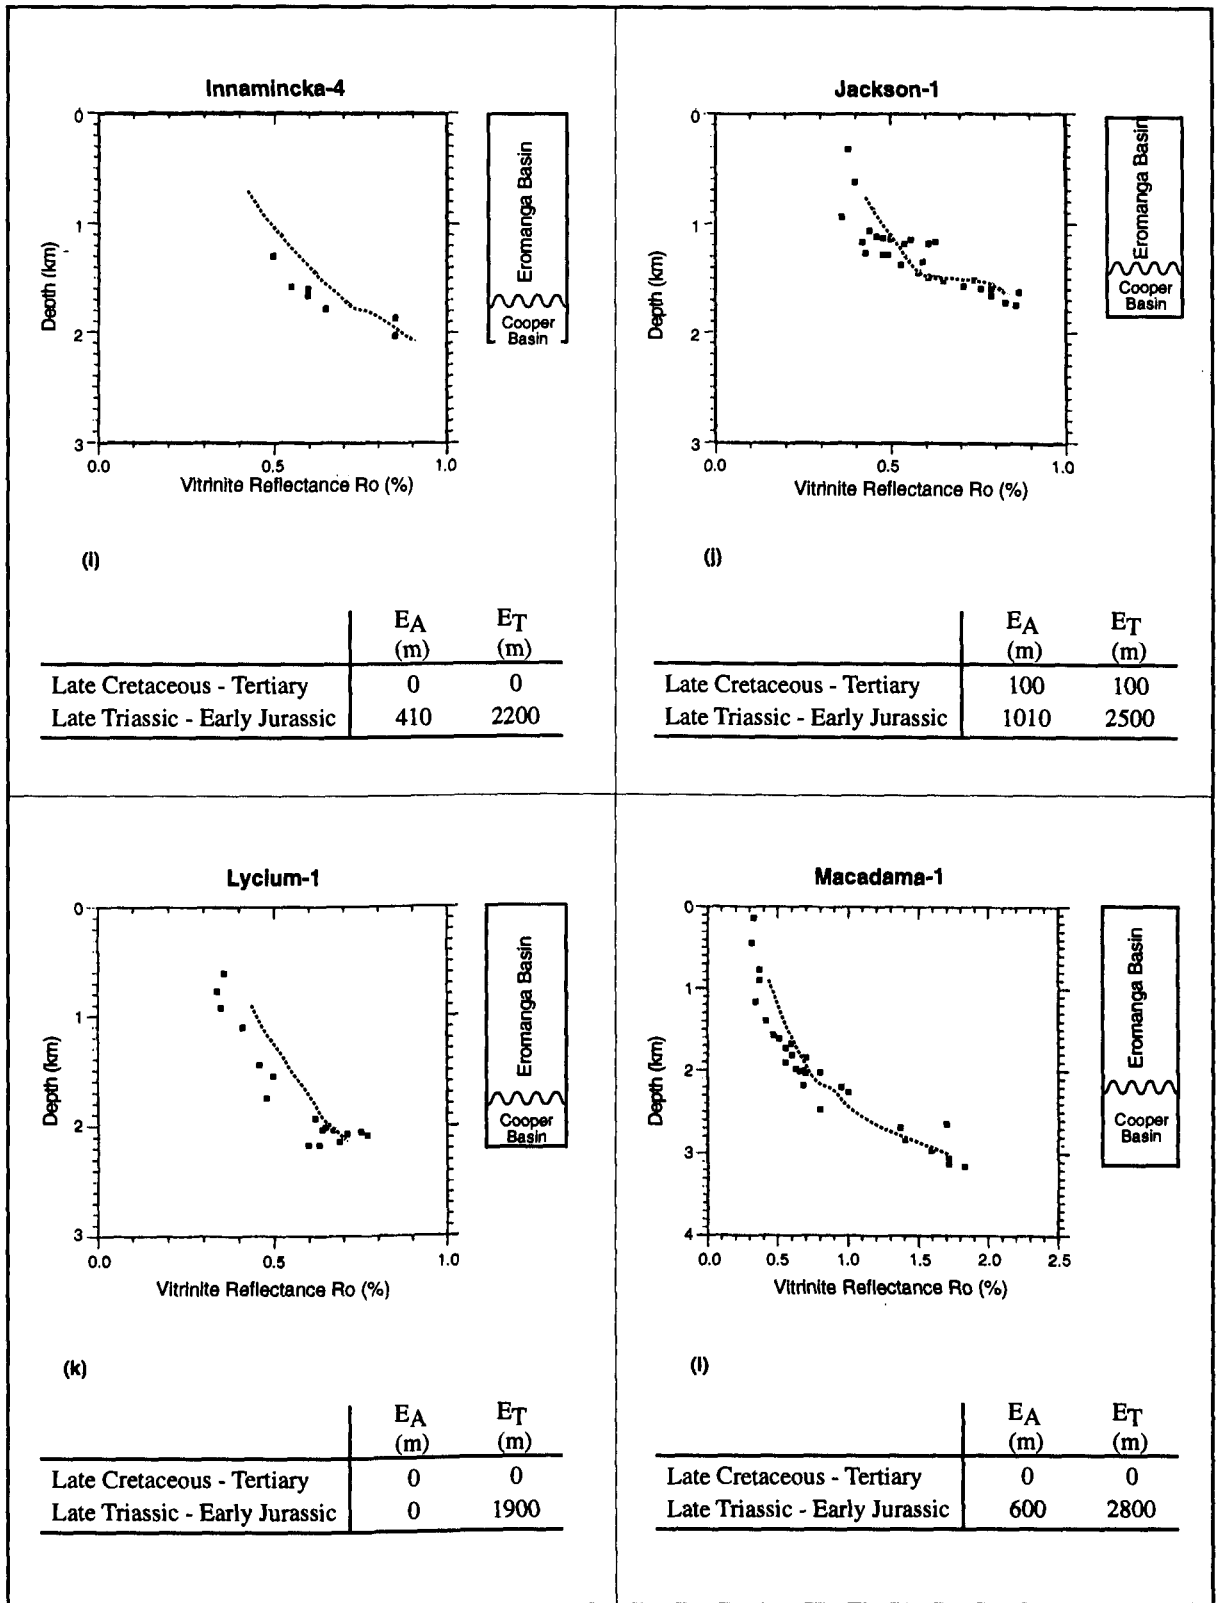 Innamincka-4
0
1
2
3
Depth (km)
0.0 0.5 1.0
Vitrinite Reflectance Ro (%)
Eromanga Basin
Cooper
Basin
(i)
EA ET
(m) (m)
Late Cretaceous - Tertiary 0 0
Late Triassic - Early Jurassic 410 2200
Jackson-1
0
1
2
3
Depth (km)
0.0 0.5 1.0
Vitrinite Reflectance Ro (%)
Eromanga Basin
Cooper
Basin
(j)
EA ET
(m) (m)
Late Cretaceous - Tertiary 100 100
Late Triassic - Early Jurassic 1010 2500
Lycium-1
0
1
2
3
Depth (km)
0.0 0.5 1.0
Vitrinite Reflectance Ro (%)
Eromanga Basin
Cooper
Basin
(k)
EA ET
(m) (m)
Late Cretaceous - Tertiary 0 0
Late Triassic - Early Jurassic 0 1900
Macadama-1
0
1
2
3
4
Depth (km)
0.0 0.5 1.0 1.5 2.0 2.5
Vitrinite Reflectance Ro (%)
Eromanga Basin
Cooper
Basin
(l)
EA ET
(m) (m)
Late Cretaceous - Tertiary 0 0
Late Triassic - Early Jurassic 600 2800